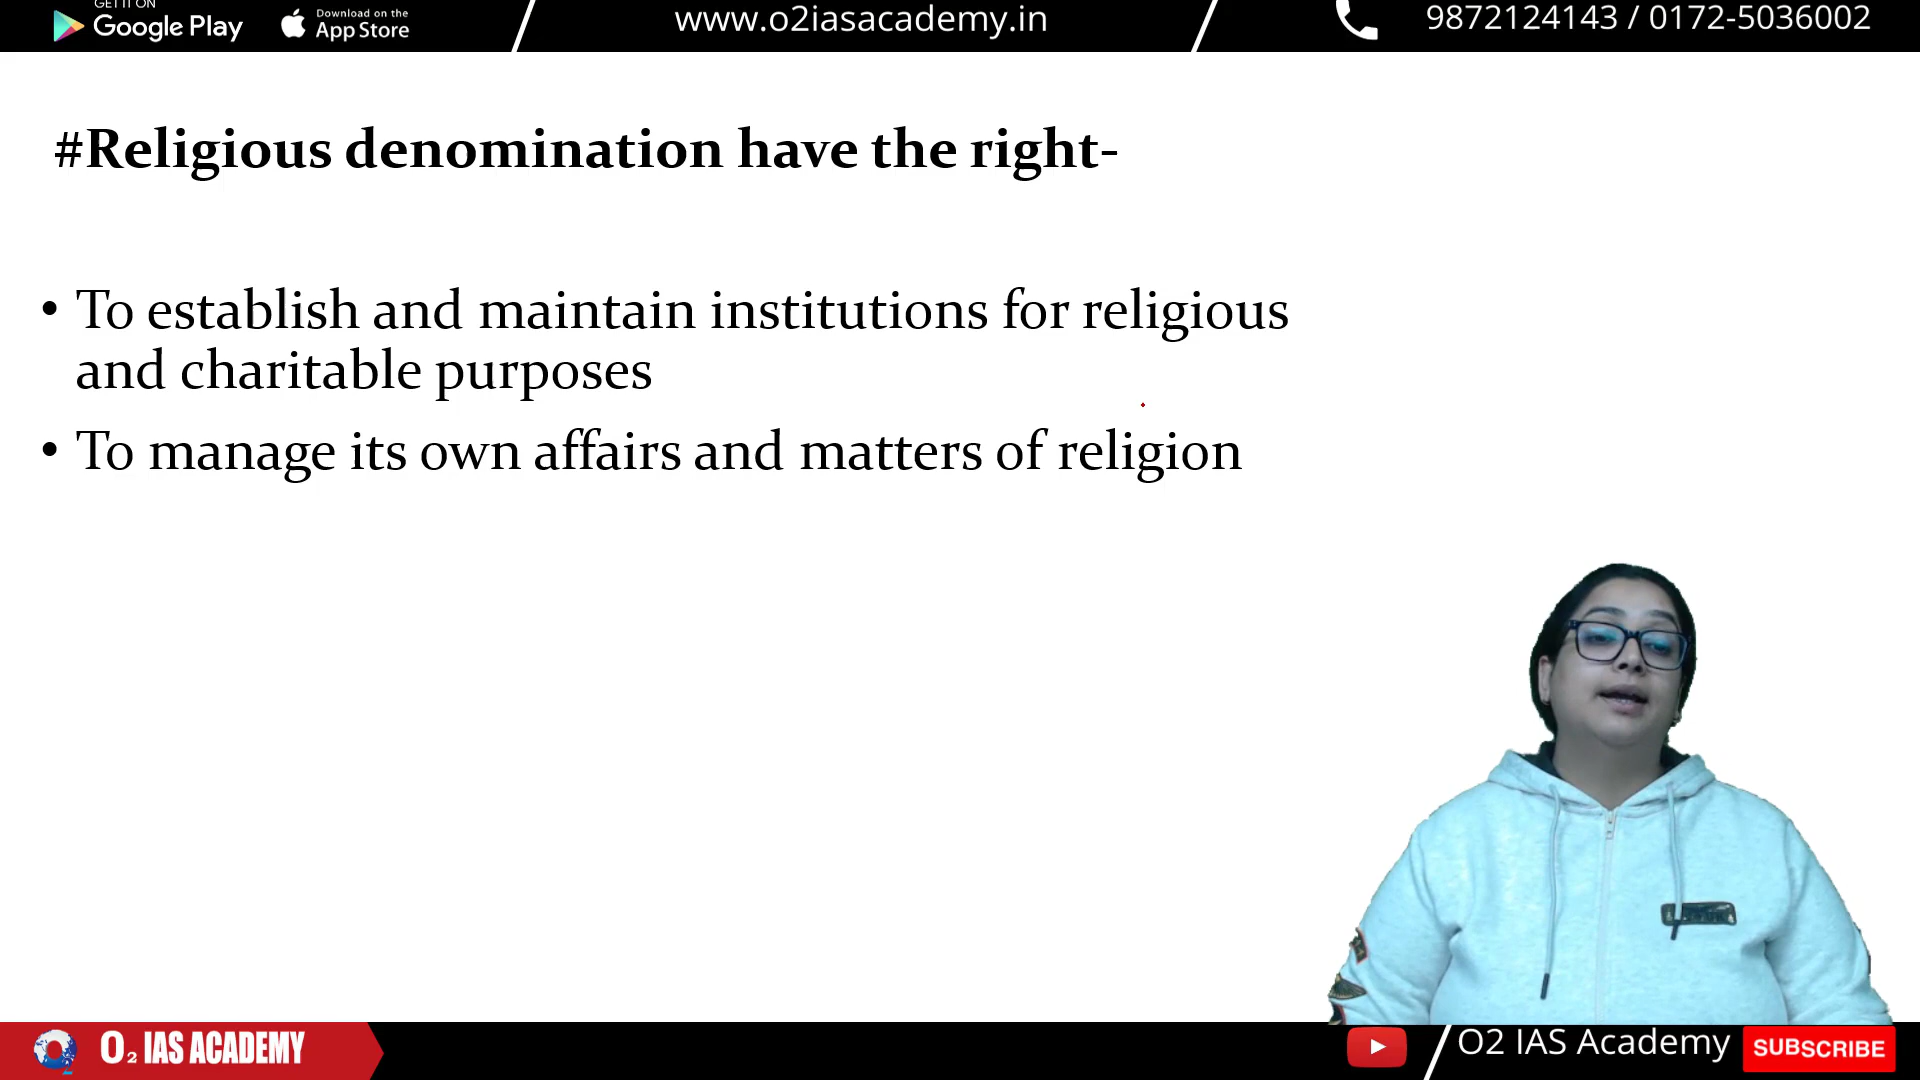 GET IT ON
Google Play
Download on the
App Store
www.o2iasacademy.in
9872124143 / 0172-5036002
#Religious denomination have the right-
• To establish and maintain institutions for religious
and charitable purposes
• To manage its own affairs and matters of religion
O2 IAS ACADEMY
O2 IAS Academy
SUBSCRIBE